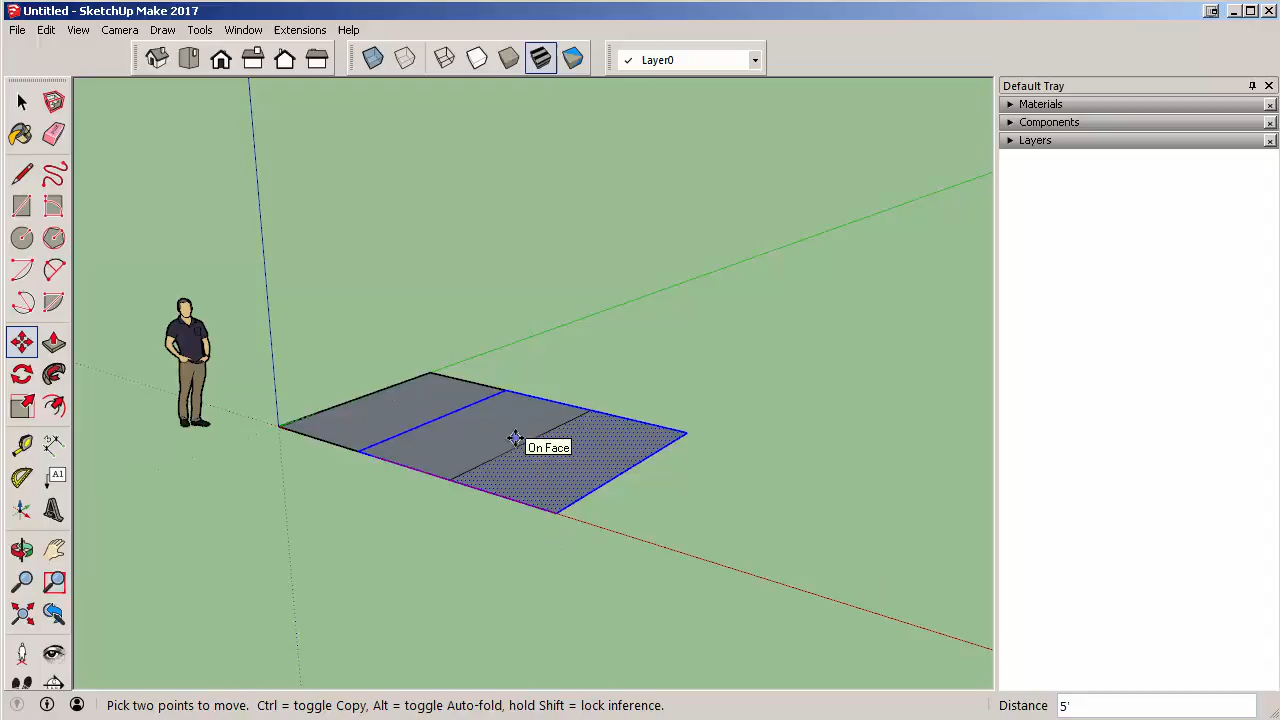 Untitled - SketchUp Make 2017
File Edit View Camera Draw Tools Window Extensions Help
✓ Layer0
Default Tray
Materials
Components
Layers
A1
On Face
Pick two points to move. Ctrl = toggle Copy, Alt = toggle Auto-fold, hold Shift = lock inference.
Distance 5'